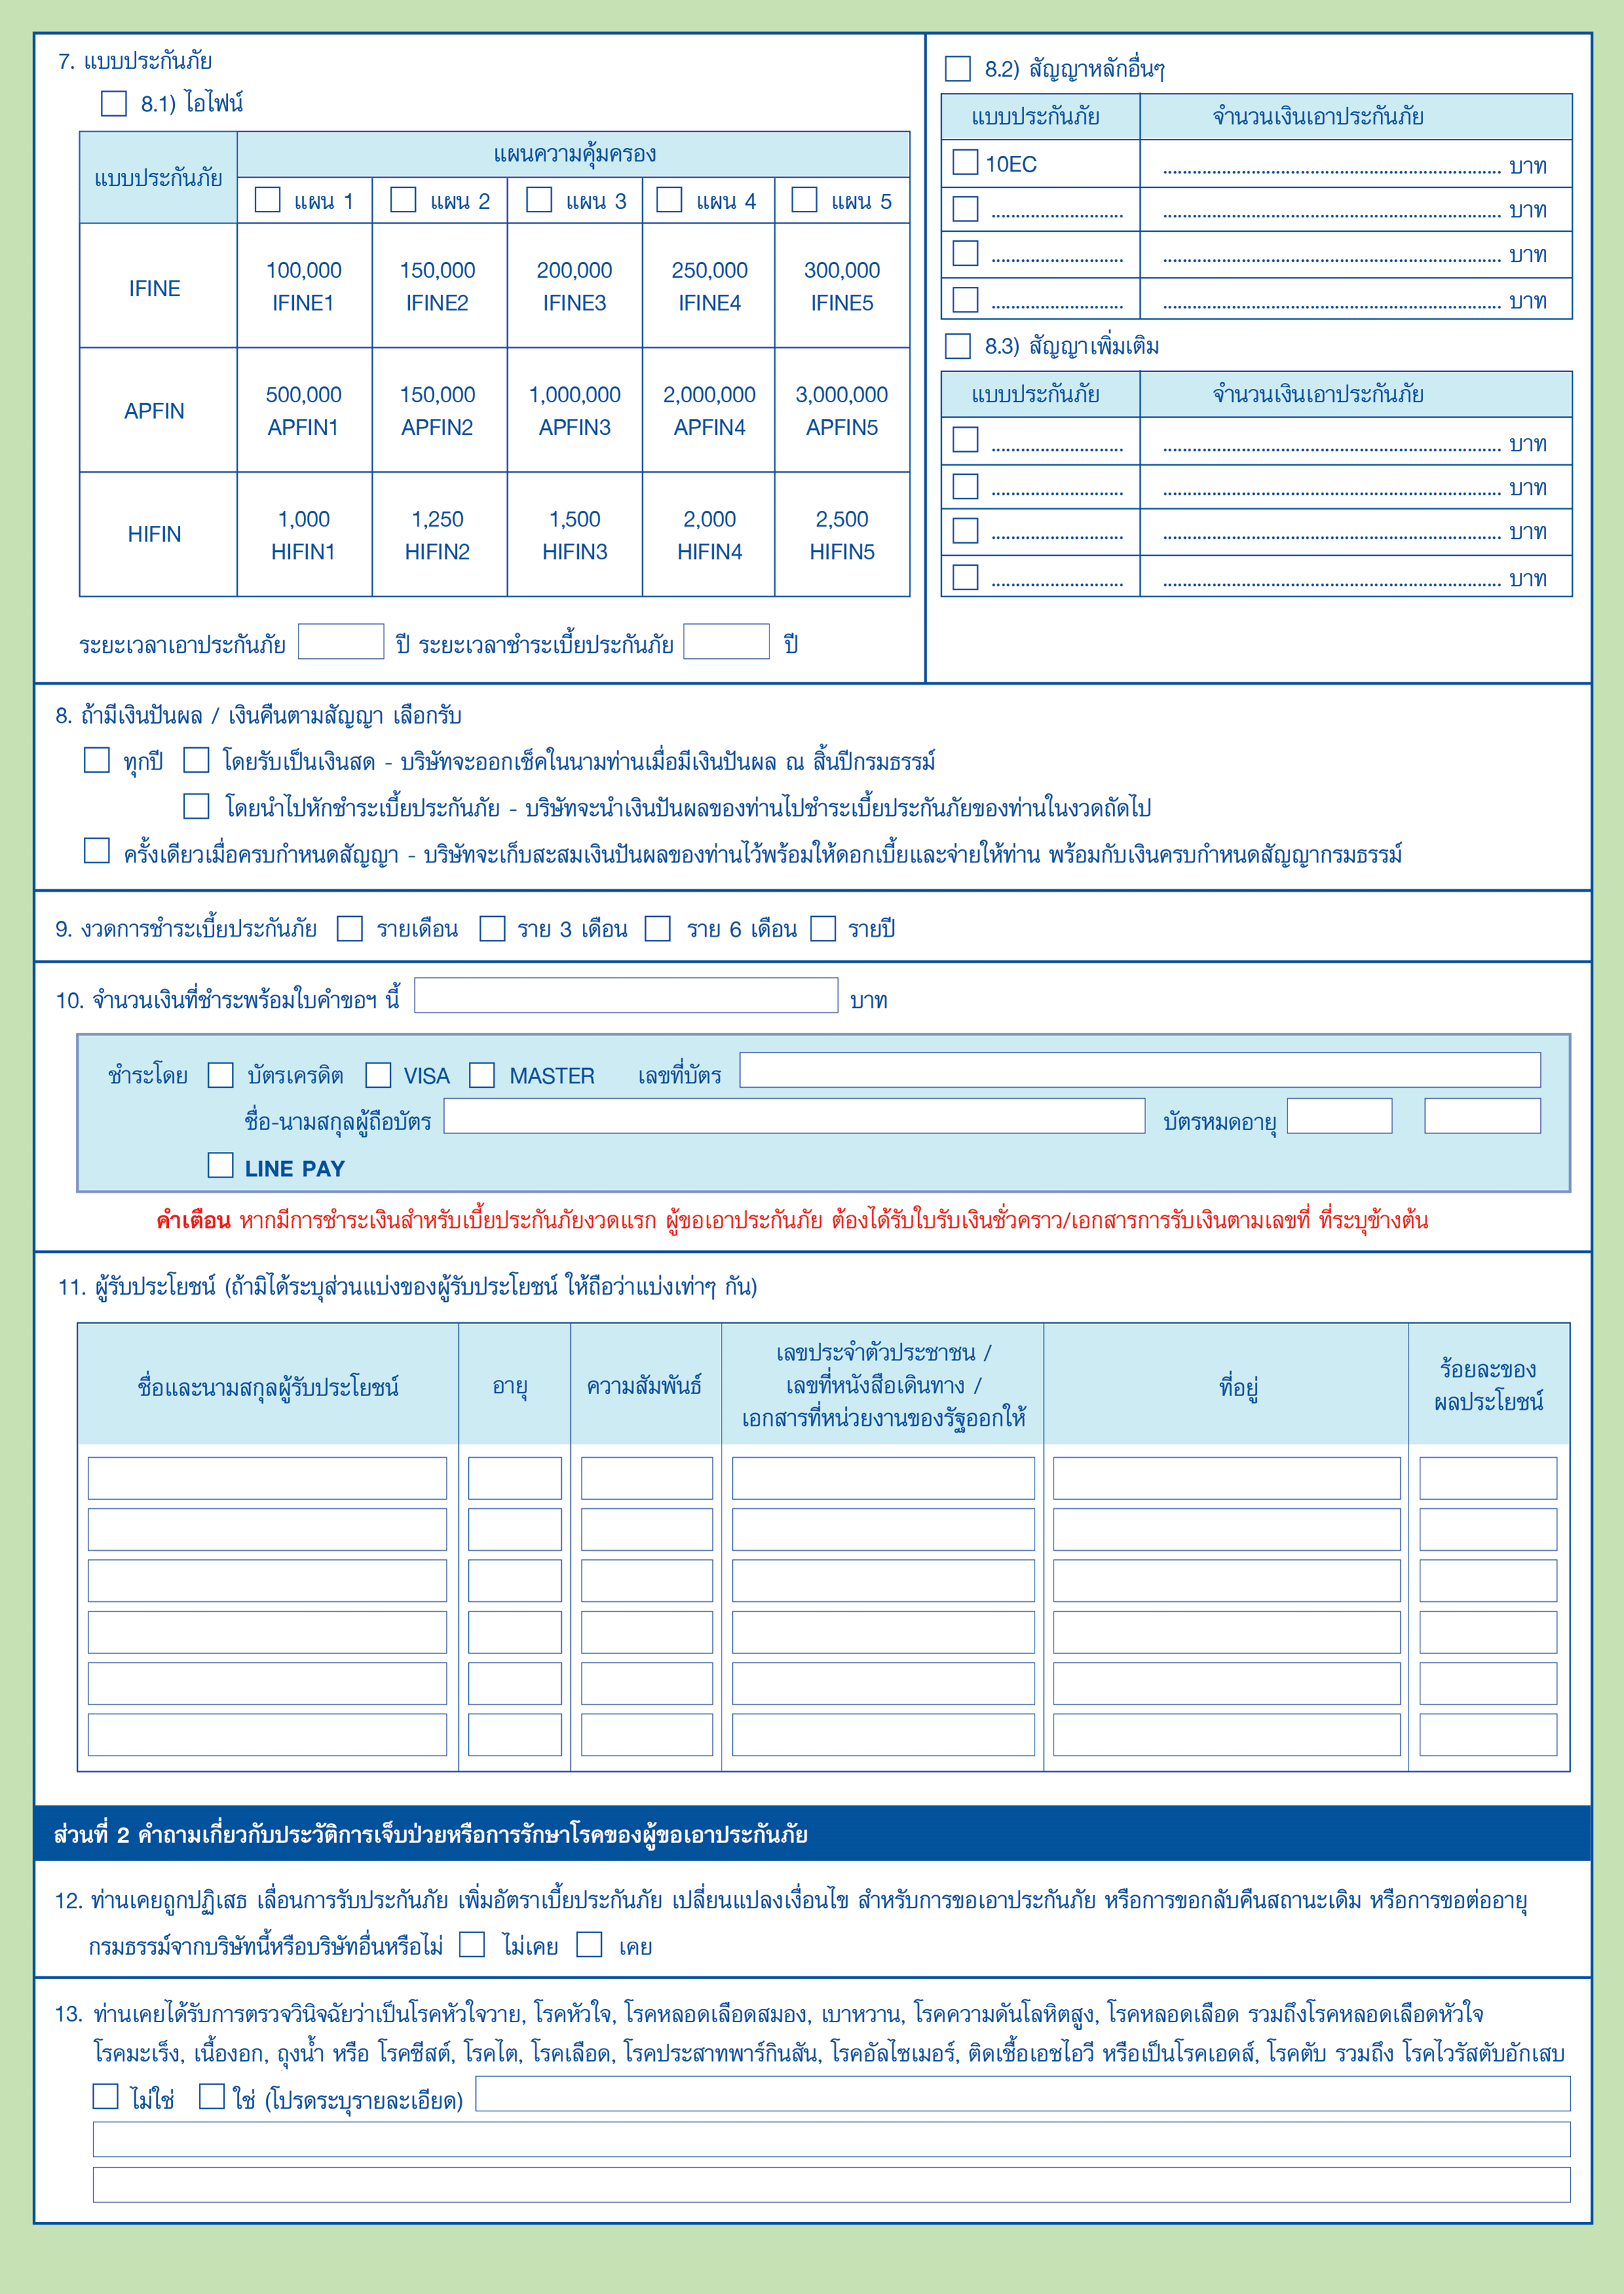 7. แบบประกันภัย
8.1) ไอไฟน์
แบบประกันภัย
แผนความคุ้มครอง
แผน 1 แผน 2 แผน 3 แผน 4 แผน 5
IFINE
100,000 150,000 200,000 250,000 300,000
IFINE1 IFINE2 IFINE3 IFINE4 IFINE5
APFIN
500,000 150,000 1,000,000 2,000,000 3,000,000
APFIN1 APFIN2 APFIN3 APFIN4 APFIN5
HIFIN
1,000 1,250 1,500 2,000 2,500
HIFIN1 HIFIN2 HIFIN3 HIFIN4 HIFIN5
ระยะเวลาเอาประกันภัย ปี ระยะเวลาชำระเบี้ยประกันภัย ปี
8.2) สัญญาหลักอื่นๆ
แบบประกันภัย จำนวนเงินเอาประกันภัย
10EC ........................ บาท
........................ ........................ บาท
........................ ........................ บาท
........................ ........................ บาท
8.3) สัญญาเพิ่มเติม
แบบประกันภัย จำนวนเงินเอาประกันภัย
........................ ........................ บาท
........................ ........................ บาท
........................ ........................ บาท
........................ ........................ บาท
8. ถ้ามีเงินปันผล / เงินคืนตามสัญญา เลือกรับ
ทุกปี โดยรับเป็นเงินสด - บริษัทจะออกเช็คในนามท่านเมื่อมีเงินปันผล ณ สิ้นปีกรมธรรม์
โดยนำไปหักชำระเบี้ยประกันภัย - บริษัทจะนำเงินปันผลของท่านไปชำระเบี้ยประกันภัยของท่านในงวดถัดไป
ครั้งเดียวเมื่อครบกำหนดสัญญา - บริษัทจะเก็บสะสมเงินปันผลของท่านไว้พร้อมให้ดอกเบี้ยและจ่ายให้ท่าน พร้อมกับเงินครบกำหนดสัญญากรมธรรม์
9. งวดการชำระเบี้ยประกันภัย รายเดือน ราย 3 เดือน ราย 6 เดือน รายปี
10. จำนวนเงินที่ชำระพร้อมใบคำขอฯ นี้ บาท
ชำระโดย บัตรเครดิต VISA MASTER เลขที่บัตร
ชื่อ-นามสกุลผู้ถือบัตร บัตรหมดอายุ
LINE PAY
คำเตือน หากมีการชำระเงินสำหรับเบี้ยประกันภัยงวดแรก ผู้ขอเอาประกันภัย ต้องได้รับใบรับเงินชั่วคราว/เอกสารการรับเงินตามเลขที่ ที่ระบุข้างต้น
11. ผู้รับประโยชน์ (ถ้ามิได้ระบุส่วนแบ่งของผู้รับประโยชน์ ให้ถือว่าแบ่งเท่าๆ กัน)
ชื่อและนามสกุลผู้รับประโยชน์
อายุ
ความสัมพันธ์
เลขประจำตัวประชาชน /
เลขที่หนังสือเดินทาง /
เอกสารที่หน่วยงานของรัฐออกให้
ที่อยู่
ร้อยละของ
ผลประโยชน์
ส่วนที่ 2 คำถามเกี่ยวกับประวัติการเจ็บป่วยหรือการรักษาโรคของผู้ขอเอาประกันภัย
12. ท่านเคยถูกปฏิเสธ เลื่อนการรับประกันภัย เพิ่มอัตราเบี้ยประกันภัย เปลี่ยนแปลงเงื่อนไข สำหรับการขอเอาประกันภัย หรือการขอกลับคืนสถานะเดิม หรือการขอต่ออายุ
กรมธรรม์จากบริษัทนี้หรือบริษัทอื่นหรือไม่ ไม่เคย เคย
13. ท่านเคยได้รับการตรวจวินิจฉัยว่าเป็นโรคหัวใจวาย, โรคหัวใจ, โรคหลอดเลือดสมอง, เบาหวาน, โรคความดันโลหิตสูง, โรคหลอดเลือด รวมถึงโรคหลอดเลือดหัวใจ
โรคมะเร็ง, เนื้องอก, ถุงน้ำ หรือ โรคซีสต์, โรคไต, โรคเลือด, โรคประสาทพาร์กินสัน, โรคอัลไซเมอร์, ติดเชื้อเอชไอวี หรือเป็นโรคเอดส์, โรคตับ รวมถึง โรคไวรัสตับอักเสบ
ไม่ใช่ ใช่ (โปรดระบุรายละเอียด)